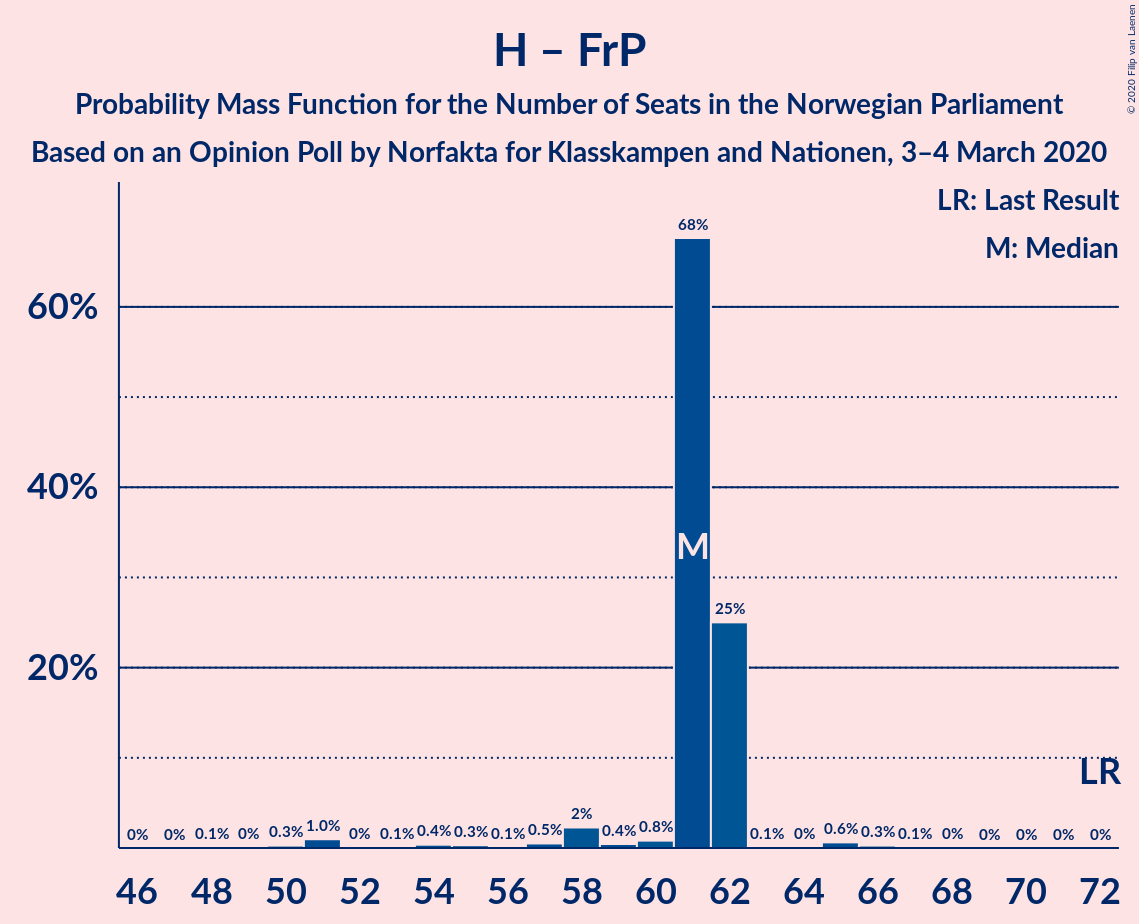 H – FrP
Probability Mass Function for the Number of Seats in the Norwegian Parliament
Based on an Opinion Poll by Norfakta for Klasskampen and Nationen, 3–4 March 2020
© 2020 Filip van Laenen
LR: Last Result
M: Median
60%
40%
20%
0% 0% 0.1% 0% 0.3% 1.0% 0% 0.1% 0.4% 0.3% 0.1% 0.5% 2% 0.4% 0.8% 68% 25% 0.1% 0% 0.6% 0.3% 0.1% 0% 0% 0% 0% 0%
M
LR
46 48 50 52 54 56 58 60 62 64 66 68 70 72